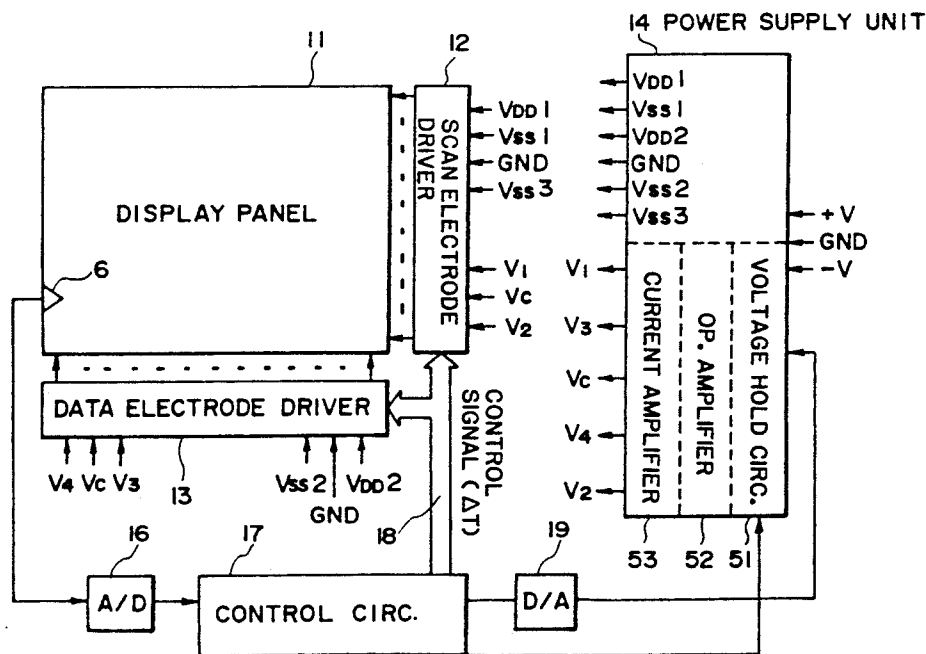 11
12
14 POWER SUPPLY UNIT
DISPLAY PANEL
6
SCAN ELECTRODE
DRIVER
VDD1
VSS1
GND
VSS3
V1
VC
V2
VDD1
VSS1
VDD2
GND
VSS2
VSS3
V1
V3
VC
V4
V2
+V
GND
-V
CURRENT AMPLIFIER
OP. AMPLIFIER
VOLTAGE HOLD CIRC.
53
52
51
DATA ELECTRODE DRIVER
V4
VC
V3
13
VSS2
GND
VDD2
CONTROL
SIGNAL (ΔT)
18
16
A/D
17
CONTROL CIRC.
19
D/A